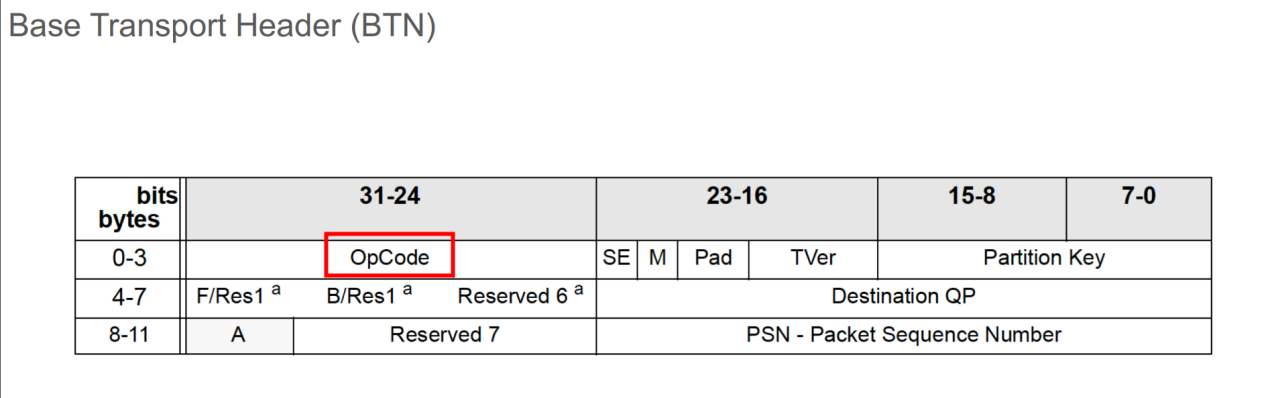 Base Transport Header (BTN)
bits 31-24 23-16 15-8 7-0
bytes
0-3 OpCode SE M Pad TVer Partition Key
4-7 F/Res1 a B/Res1 a Reserved 6 a Destination QP
8-11 A Reserved 7 PSN - Packet Sequence Number